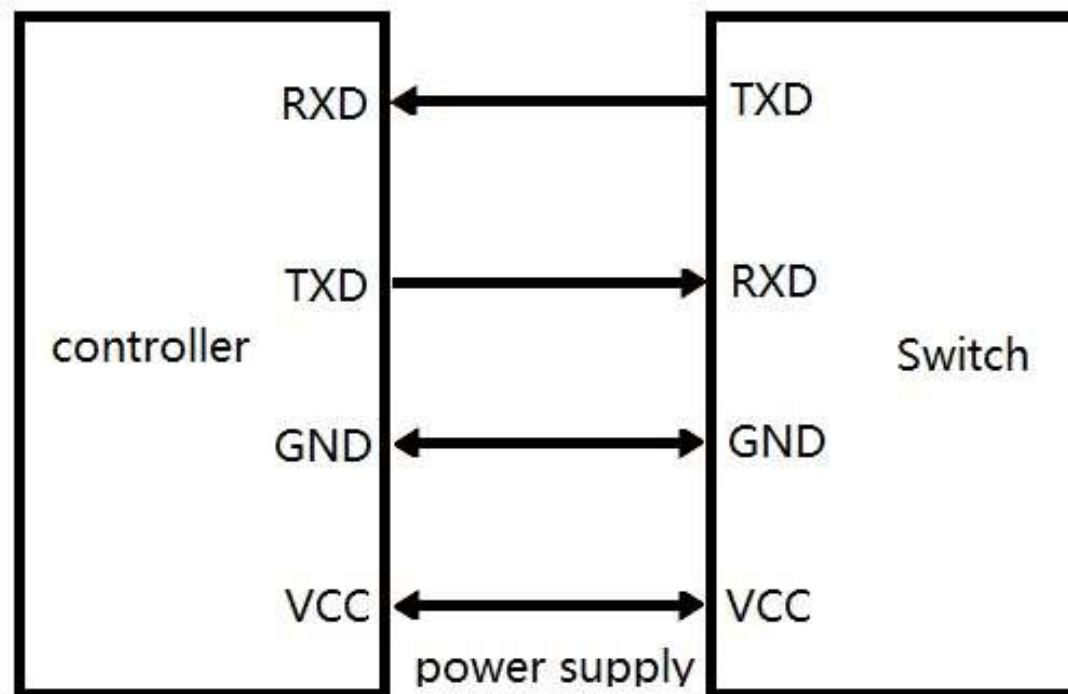 RXD TXD
TXD RXD
controller Switch
GND GND
VCC VCC
power supply